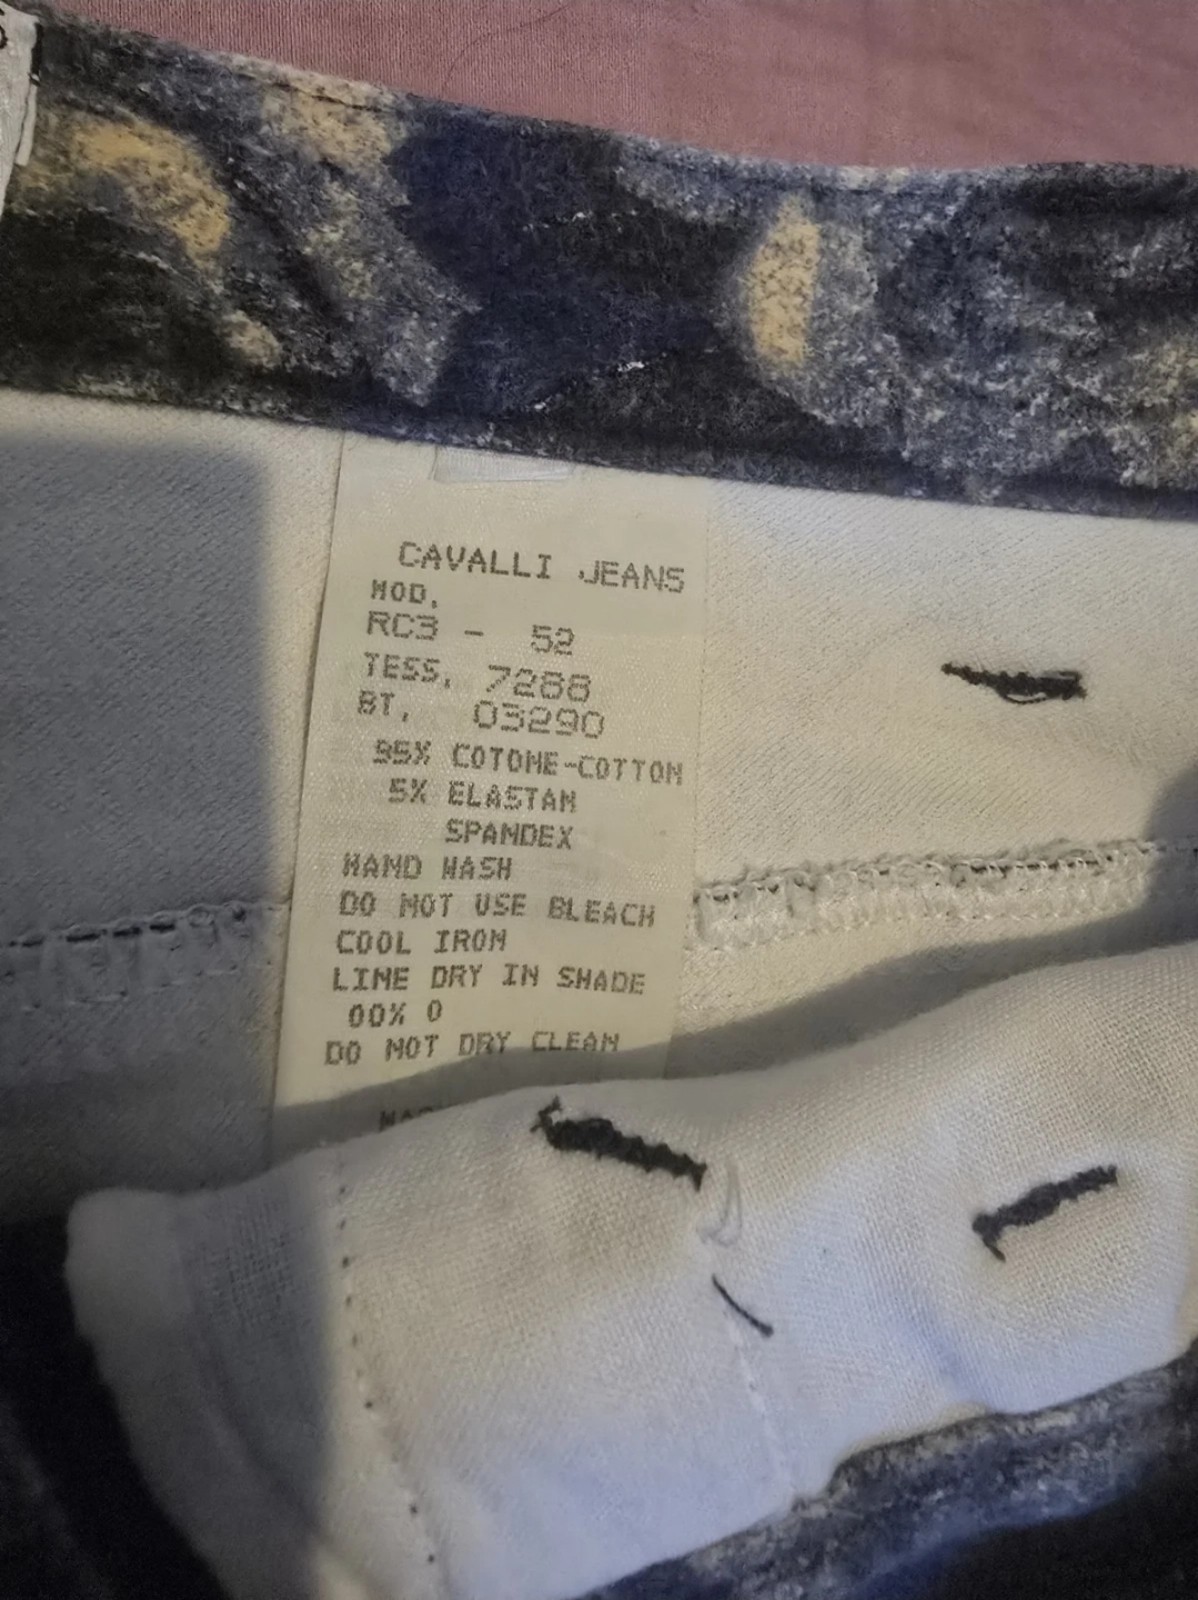 CAVALLI JEANS
MOD.
RC3 - 52
TESS. 7288
BT. 03290
95% COTONE-COTTON
5% ELASTAN
SPANDEX
HAND WASH
DO NOT USE BLEACH
COOL IRON
LINE DRY IN SHADE
00% 0
DO NOT DRY CLEAN